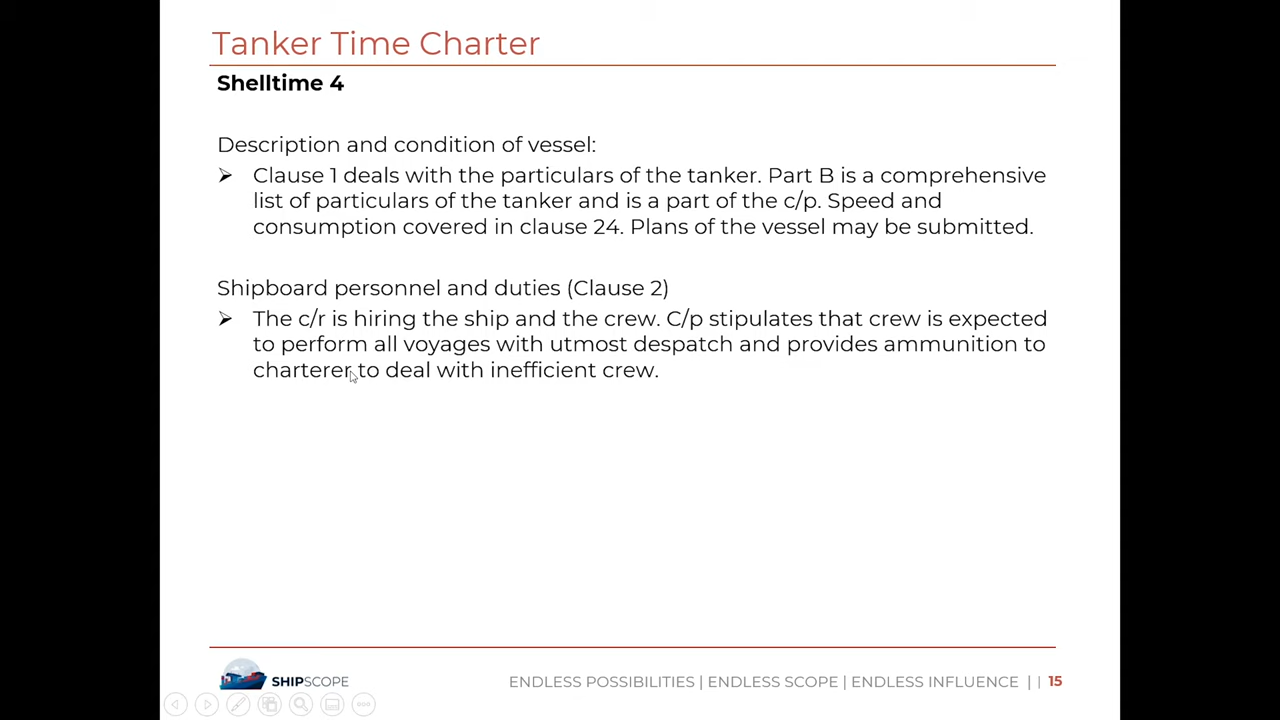 Tanker Time Charter
Shelltime 4
Description and condition of vessel:
➢ Clause 1 deals with the particulars of the tanker. Part B is a comprehensive
list of particulars of the tanker and is a part of the c/p. Speed and
consumption covered in clause 24. Plans of the vessel may be submitted.
Shipboard personnel and duties (Clause 2)
➢ The c/r is hiring the ship and the crew. C/p stipulates that crew is expected
to perform all voyages with utmost despatch and provides ammunition to
charterer to deal with inefficient crew.
SHIPSCOPE
ENDLESS POSSIBILITIES | ENDLESS SCOPE | ENDLESS INFLUENCE | | 15